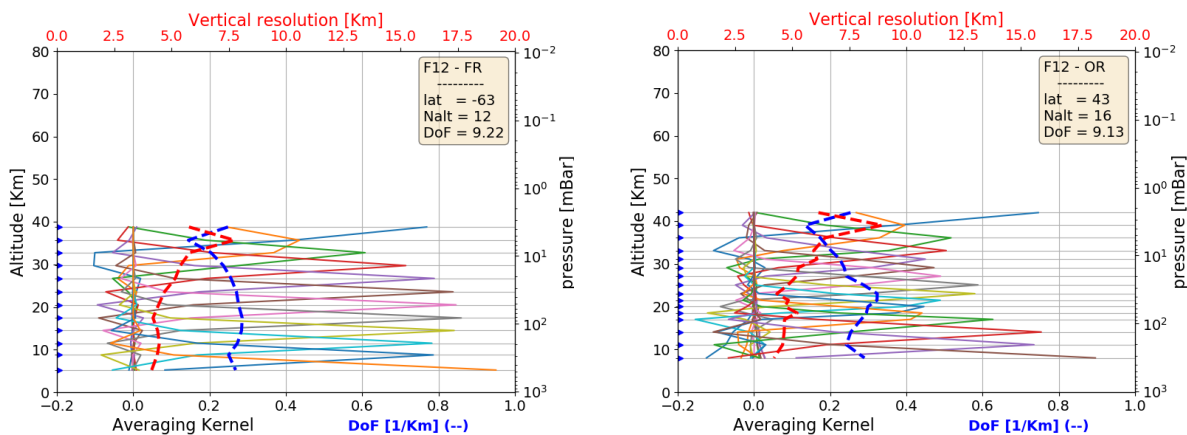 Vertical resolution [Km]
0.0 2.5 5.0 7.5 10.0 12.5 15.0 17.5 20.0
F12 - FR
---------
lat = -63
Nalt = 12
DoF = 9.22
Altitude [Km]
80
70
60
50
40
30
20
10
0
pressure [mBar]
10⁻²
10⁻¹
10⁰
10¹
10²
10³
−0.2 0.0 0.2 0.4 0.6 0.8 1.0
Averaging Kernel DoF [1/Km] (--)
Vertical resolution [Km]
0.0 2.5 5.0 7.5 10.0 12.5 15.0 17.5 20.0
F12 - OR
---------
lat = 43
Nalt = 16
DoF = 9.13
Altitude [Km]
80
70
60
50
40
30
20
10
0
pressure [mBar]
10⁻²
10⁻¹
10⁰
10¹
10²
10³
−0.2 0.0 0.2 0.4 0.6 0.8 1.0
Averaging Kernel DoF [1/Km] (--)